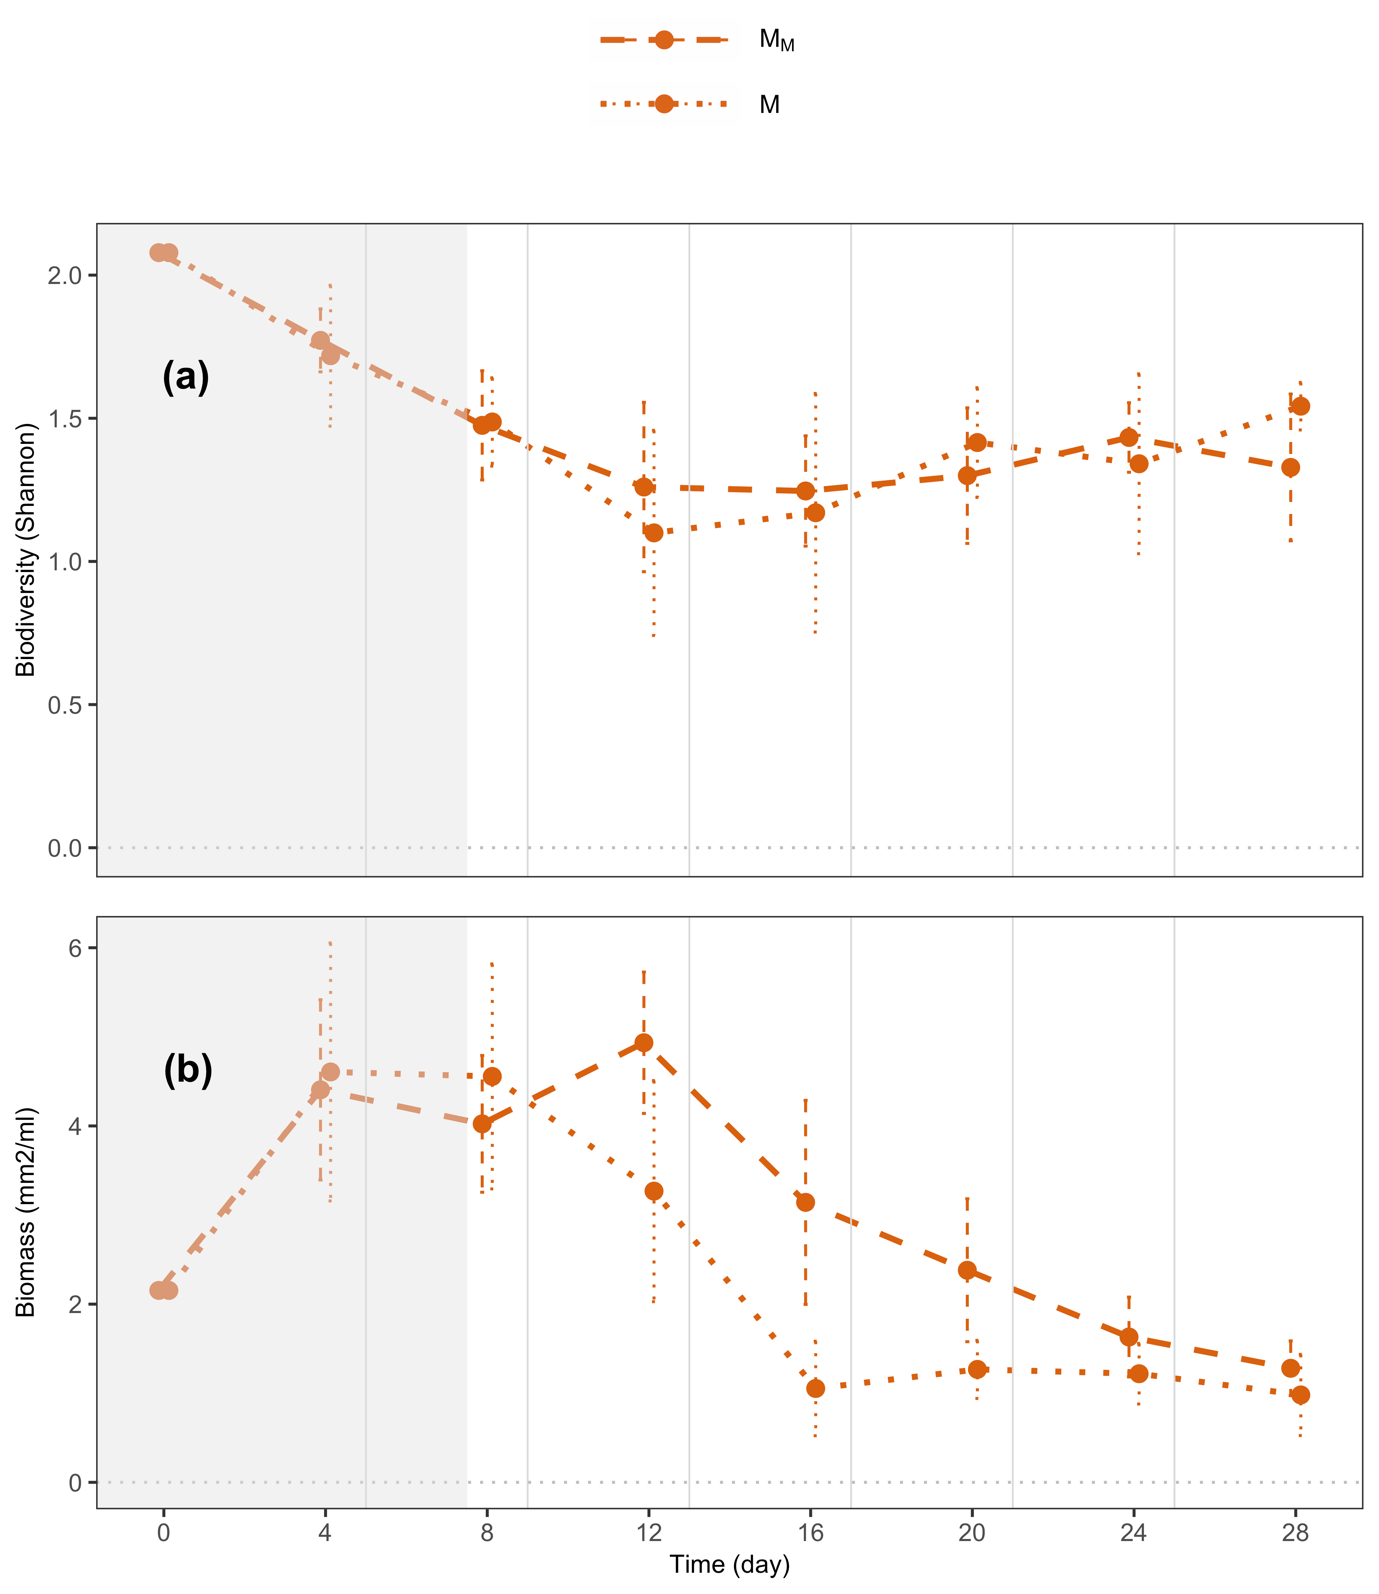 M_M
M
2.0
1.5
1.0
0.5
0.0
Biodiversity (Shannon)
(a)
6
4
2
0
Biomass (mm2/ml)
(b)
0 4 8 12 16 20 24 28
Time (day)